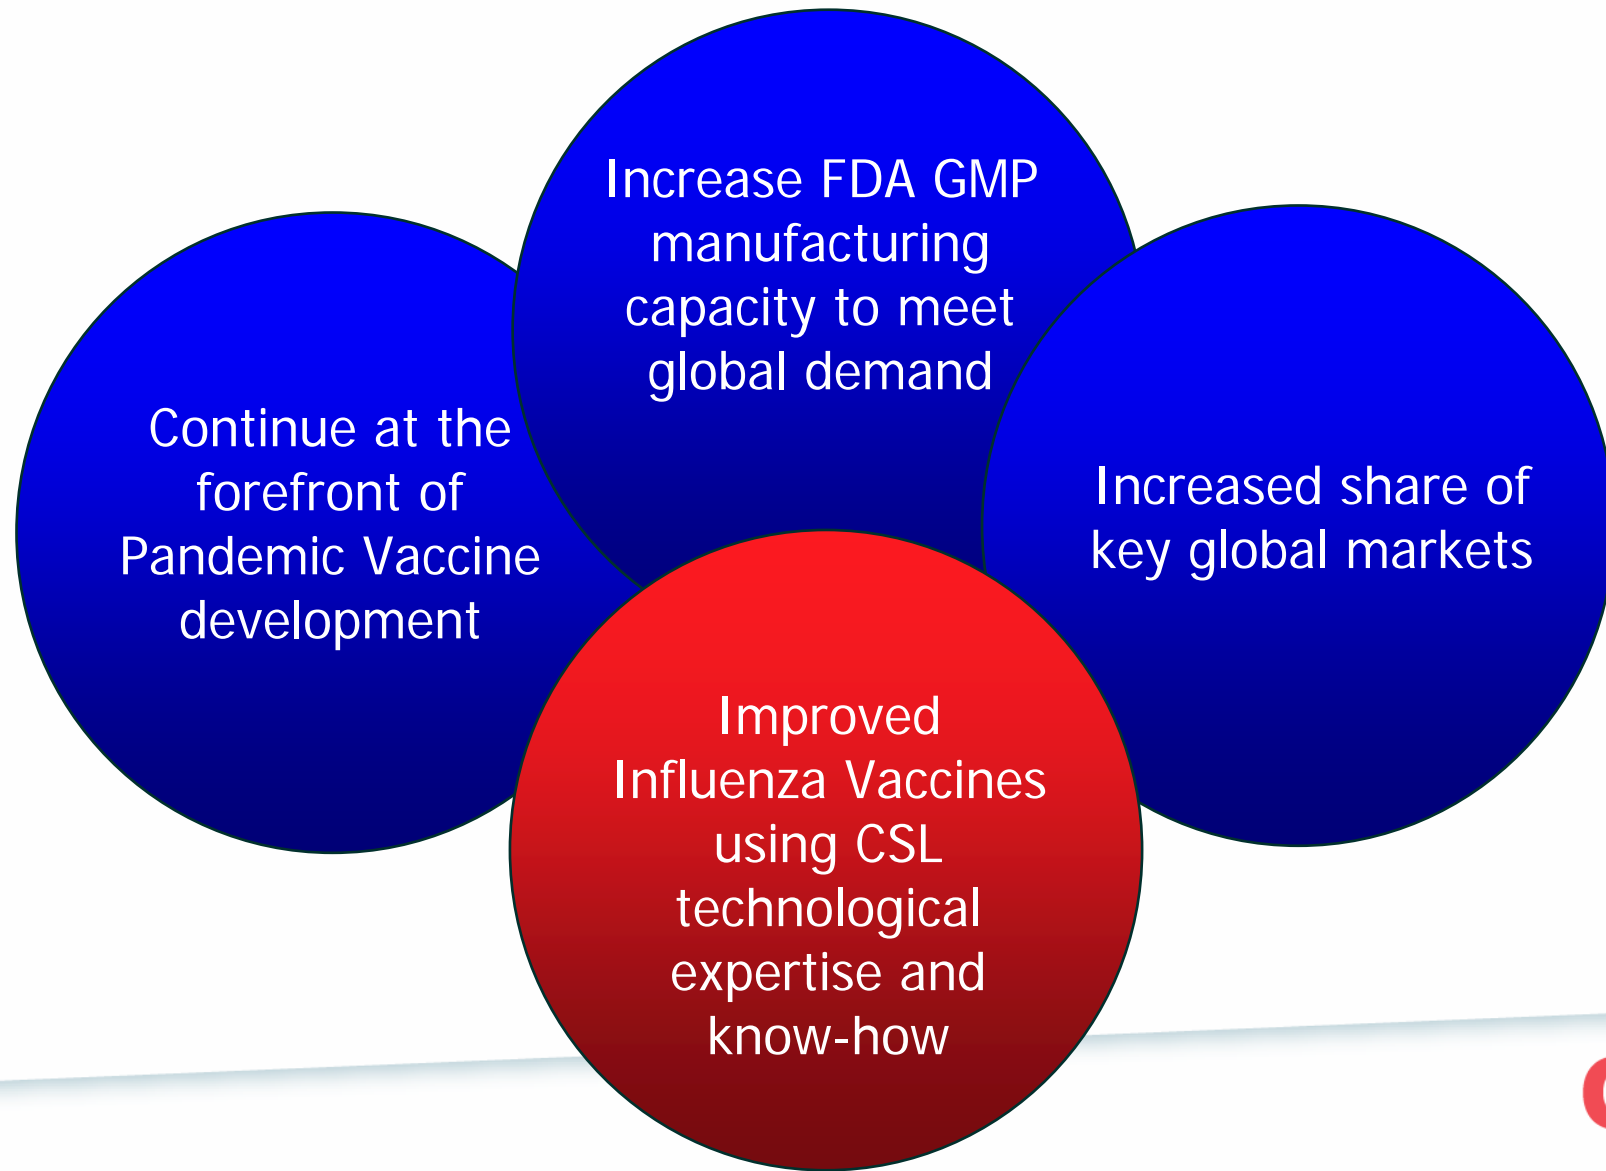 Increase FDA GMP
manufacturing
capacity to meet
global demand
Continue at the
forefront of
Pandemic Vaccine
development
Increased share of
key global markets
Improved
Influenza Vaccines
using CSL
technological
expertise and
know-how